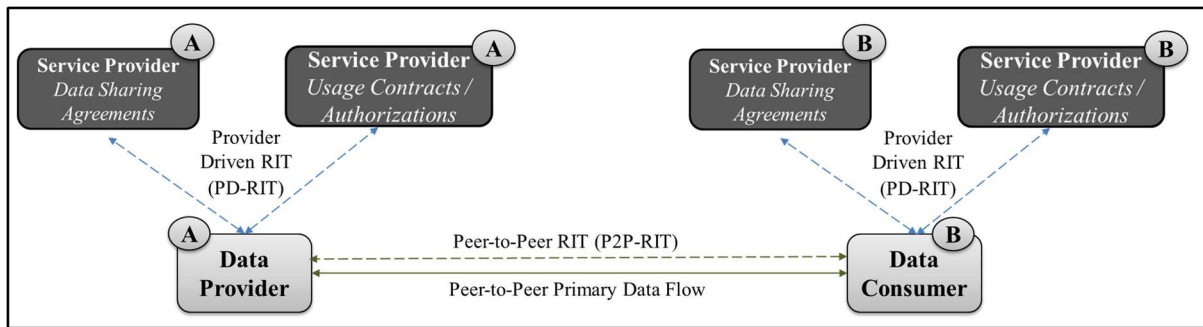 A
Service Provider
Data Sharing
Agreements
A
Service Provider
Usage Contracts /
Authorizations
B
Service Provider
Data Sharing
Agreements
B
Service Provider
Usage Contracts /
Authorizations
Provider
Driven RIT
(PD-RIT)
Provider
Driven RIT
(PD-RIT)
A
Data
Provider
Peer-to-Peer RIT (P2P-RIT)
Peer-to-Peer Primary Data Flow
B
Data
Consumer